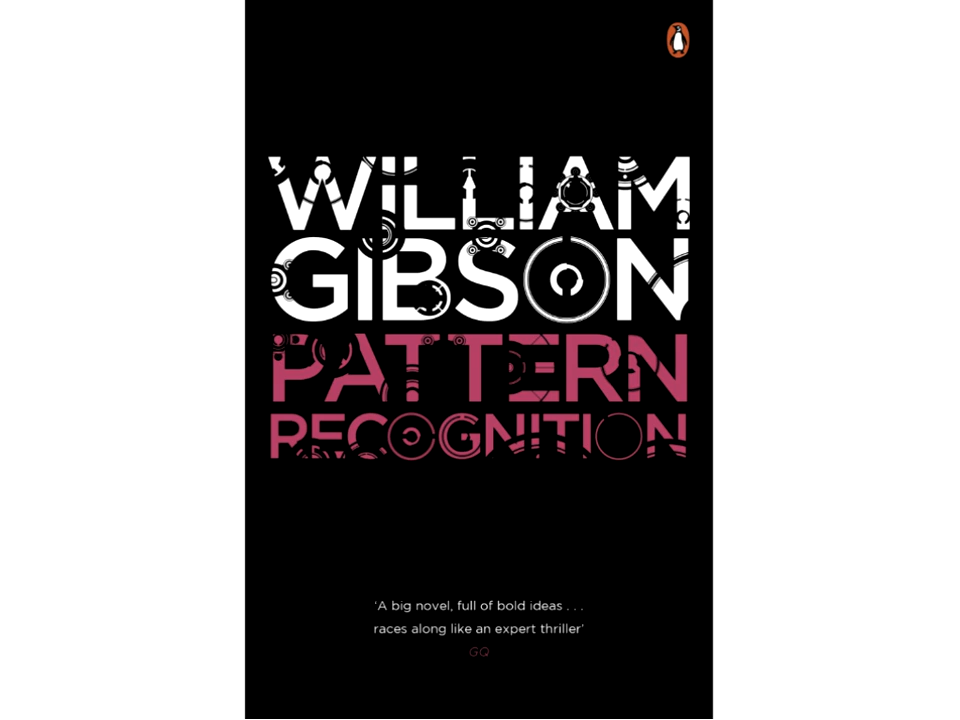 WILLIAM
GIBSON
PATTERN
RECOGNITION
‘A big novel, full of bold ideas . . .
races along like an expert thriller’
GQ